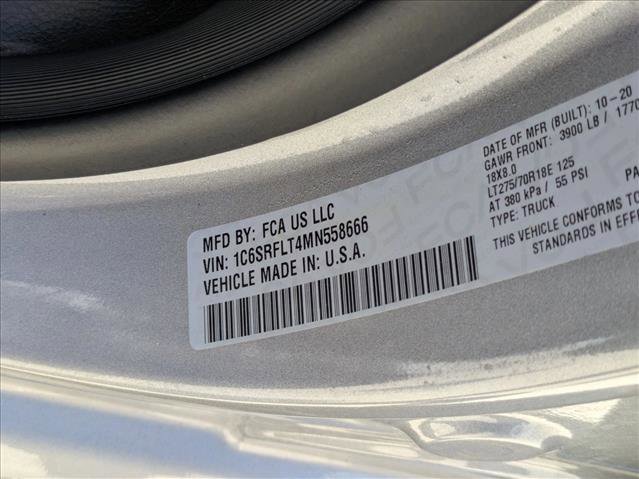 MFD BY: FCA US LLC
VIN: 1C6SRFLT4MN558666
VEHICLE MADE IN: U.S.A.
DATE OF MFR (BUILT): 10-20
GAWR FRONT: 3900 LB / 1770
18X8.0
LT275/70R18E 125
AT 380 kPa / 55 PSI
TYPE: TRUCK
THIS VEHICLE CONFORMS TO
STANDARDS IN EFFE